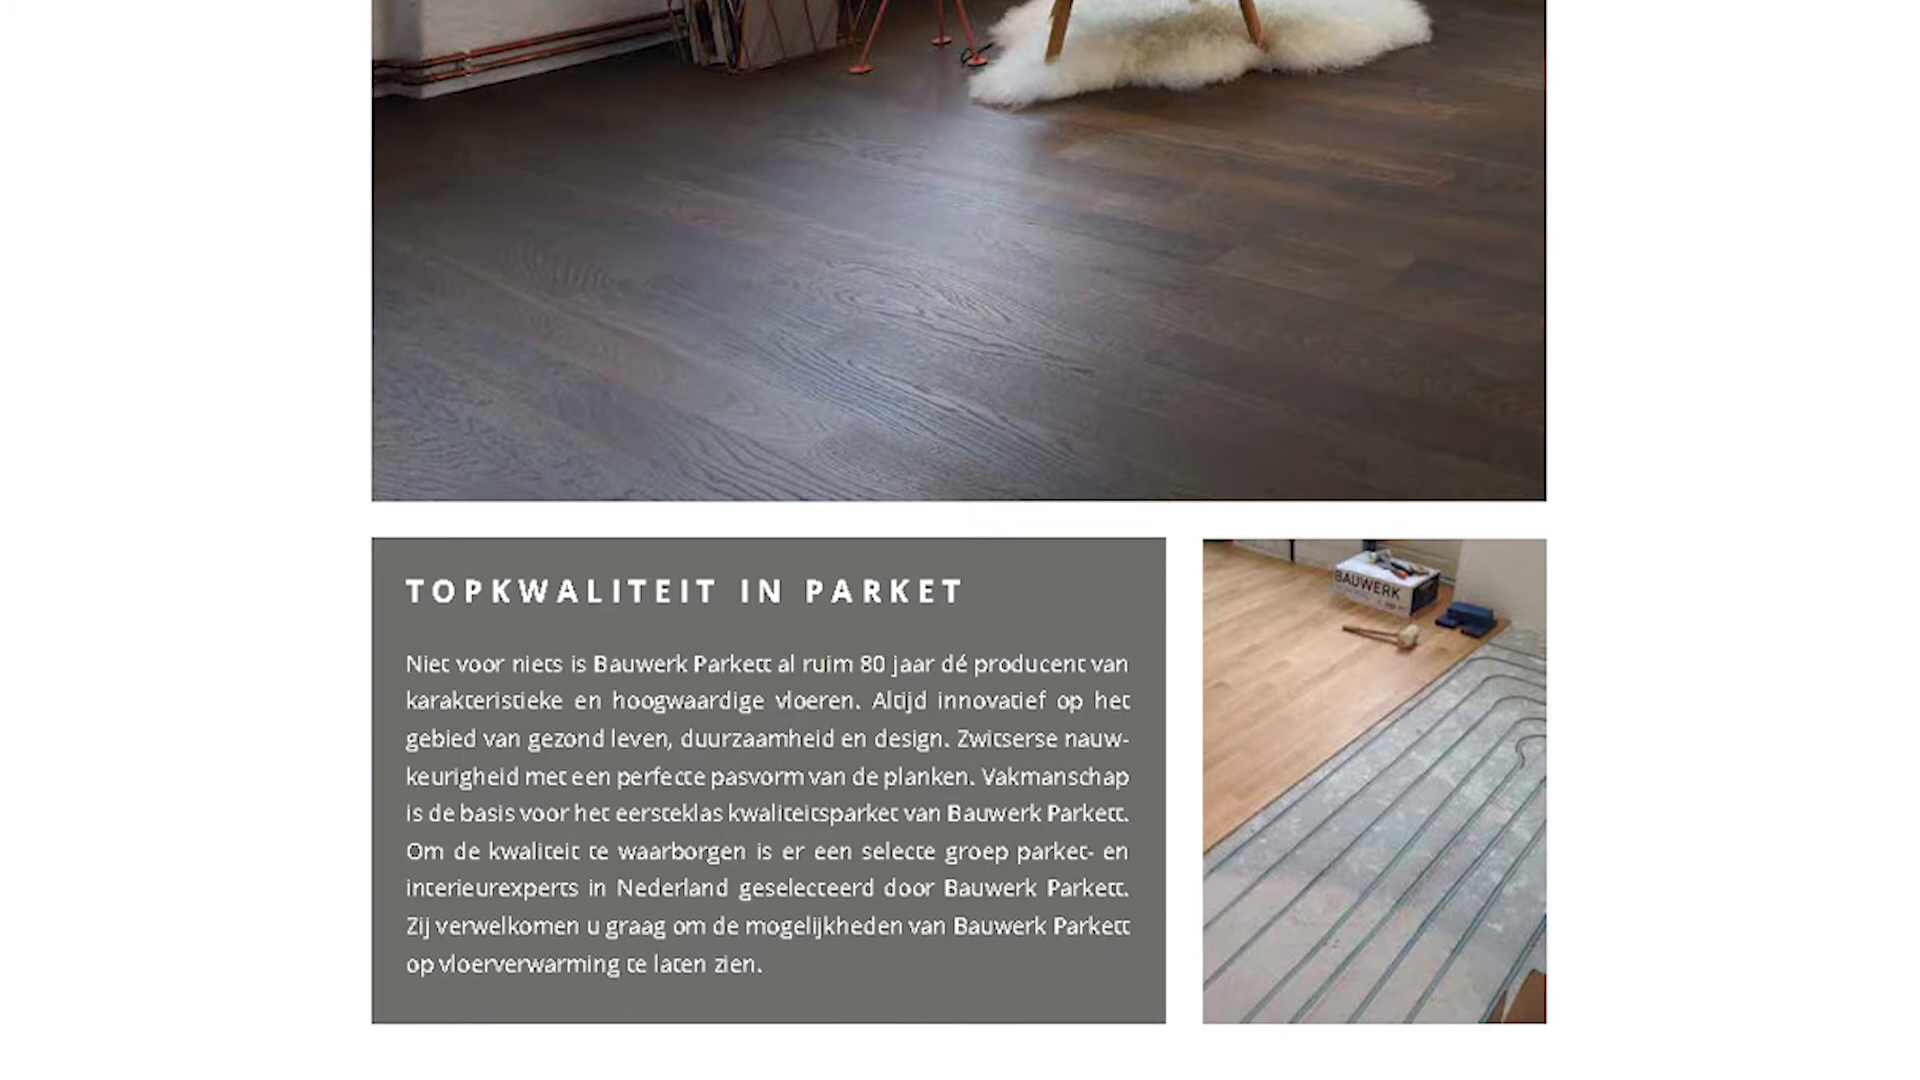 TOPKWALITEIT IN PARKET
Niet voor niets is Bauwerk Parkett al ruim 80 jaar dé producent van
karakteristieke en hoogwaardige vloeren. Altijd innovatief op het
gebied van gezond leven, duurzaamheid en design. Zwitserse nauw-
keurigheid met een perfecte pasvorm van de planken. Vakmanschap
is de basis voor het eersteklas kwaliteitsparket van Bauwerk Parkett.
Om de kwaliteit te waarborgen is er een selecte groep parket- en
interieurexperts in Nederland geselecteerd door Bauwerk Parkett.
Zij verwelkomen u graag om de mogelijkheden van Bauwerk Parkett
op vloerverwarming te laten zien.
BAUWERK